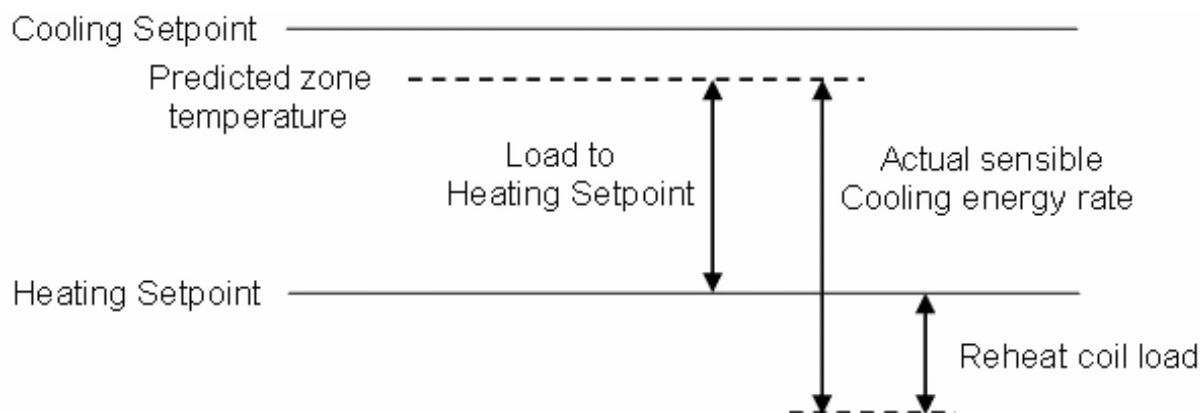 Cooling Setpoint
Predicted zone
temperature
Load to
Heating Setpoint
Actual sensible
Cooling energy rate
Heating Setpoint
Reheat coil load